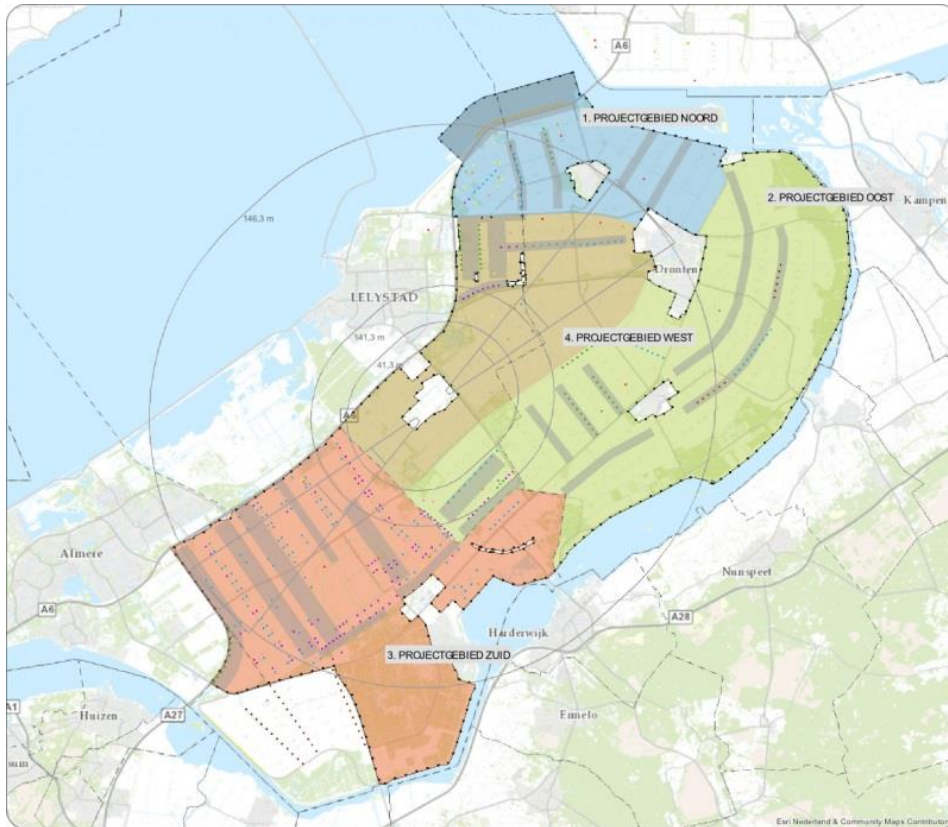 A6
1. PROJECTGEBIED NOORD
2. PROJECTGEBIED OOST
Kampen
146,3 m
Dronten
LELYSTAD
141,3 m
4. PROJECTGEBIED WEST
41,3 m
A6
Almere
Nunspeet
A6
A28
Harderwijk
3. PROJECTGEBIED ZUID
A1
Huizen
A27
Ermelo
Esri Nederland & Community Maps Contributor